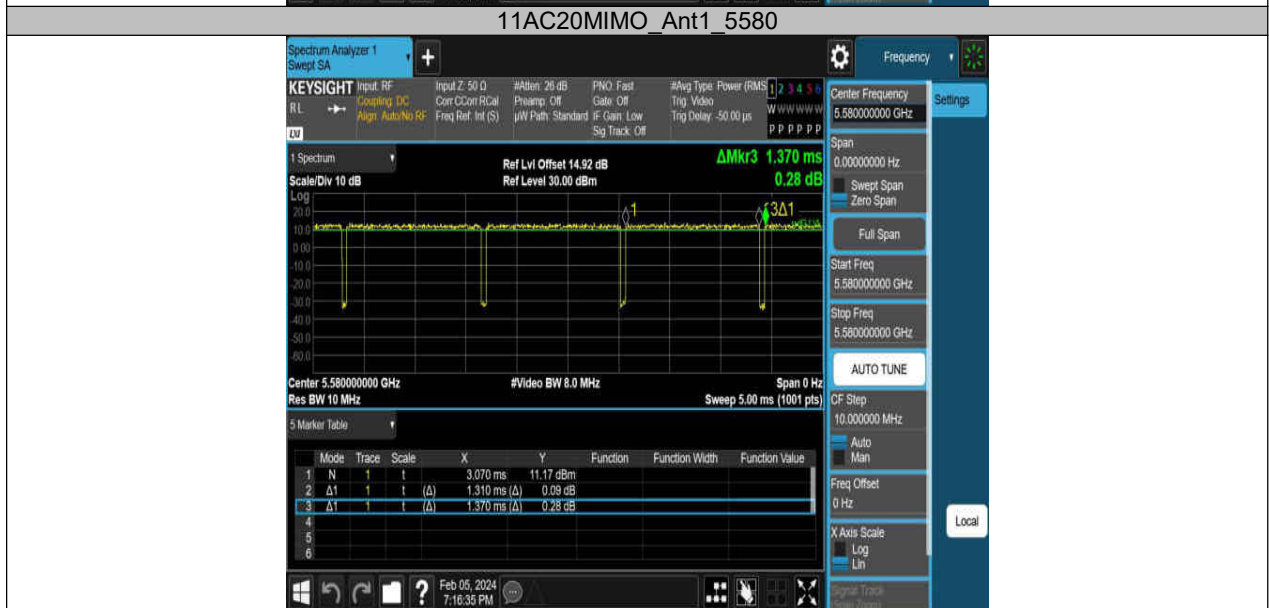 11AC20MIMO_Ant1_5580
Spectrum Analyzer 1
Swept SA
+
Frequency
KEYSIGHT Input: RF Input Z: 50 Ω #Atten: 26 dB PNO: Fast #Avg Type: Power (RMS 1 2 3 4 5 6
RL Coupling: DC Corr CCorr RCal Preamp: Off Gate: Off Trig: Video W W W W W W
Align: Auto/No RF Freq Ref: Int (S) µW Path: Standard IF Gain: Low Trig Delay: -50.00 µs
Sig Track: Off P P P P P P
1 Spectrum
Ref Lvl Offset 14.92 dB
ΔMkr3 1.370 ms
Scale/Div 10 dB Ref Level 30.00 dBm 0.28 dB
Log
20.0
10.0
0.00
-10.0
-20.0
-30.0
-40.0
-50.0
-60.0
1
3Δ1
Center 5.580000000 GHz #Video BW 8.0 MHz Span 0 Hz
Res BW 10 MHz Sweep 5.00 ms (1001 pts)
5 Marker Table
Mode Trace Scale X Y Function Function Width Function Value
1 N 1 t 3.070 ms 11.17 dBm
2 Δ1 1 t (Δ) 1.310 ms (Δ) 0.09 dB
3 Δ1 1 t (Δ) 1.370 ms (Δ) 0.28 dB
4
5
6
?
Feb 05, 2024
7:16:35 PM
Center Frequency
5.580000000 GHz
Settings
Span
0.00000000 Hz
Swept Span
Zero Span
Full Span
Start Freq
5.580000000 GHz
Stop Freq
5.580000000 GHz
AUTO TUNE
CF Step
10.000000 MHz
Auto
Man
Freq Offset
0 Hz
X Axis Scale
Log
Lin
Local
Signal Track